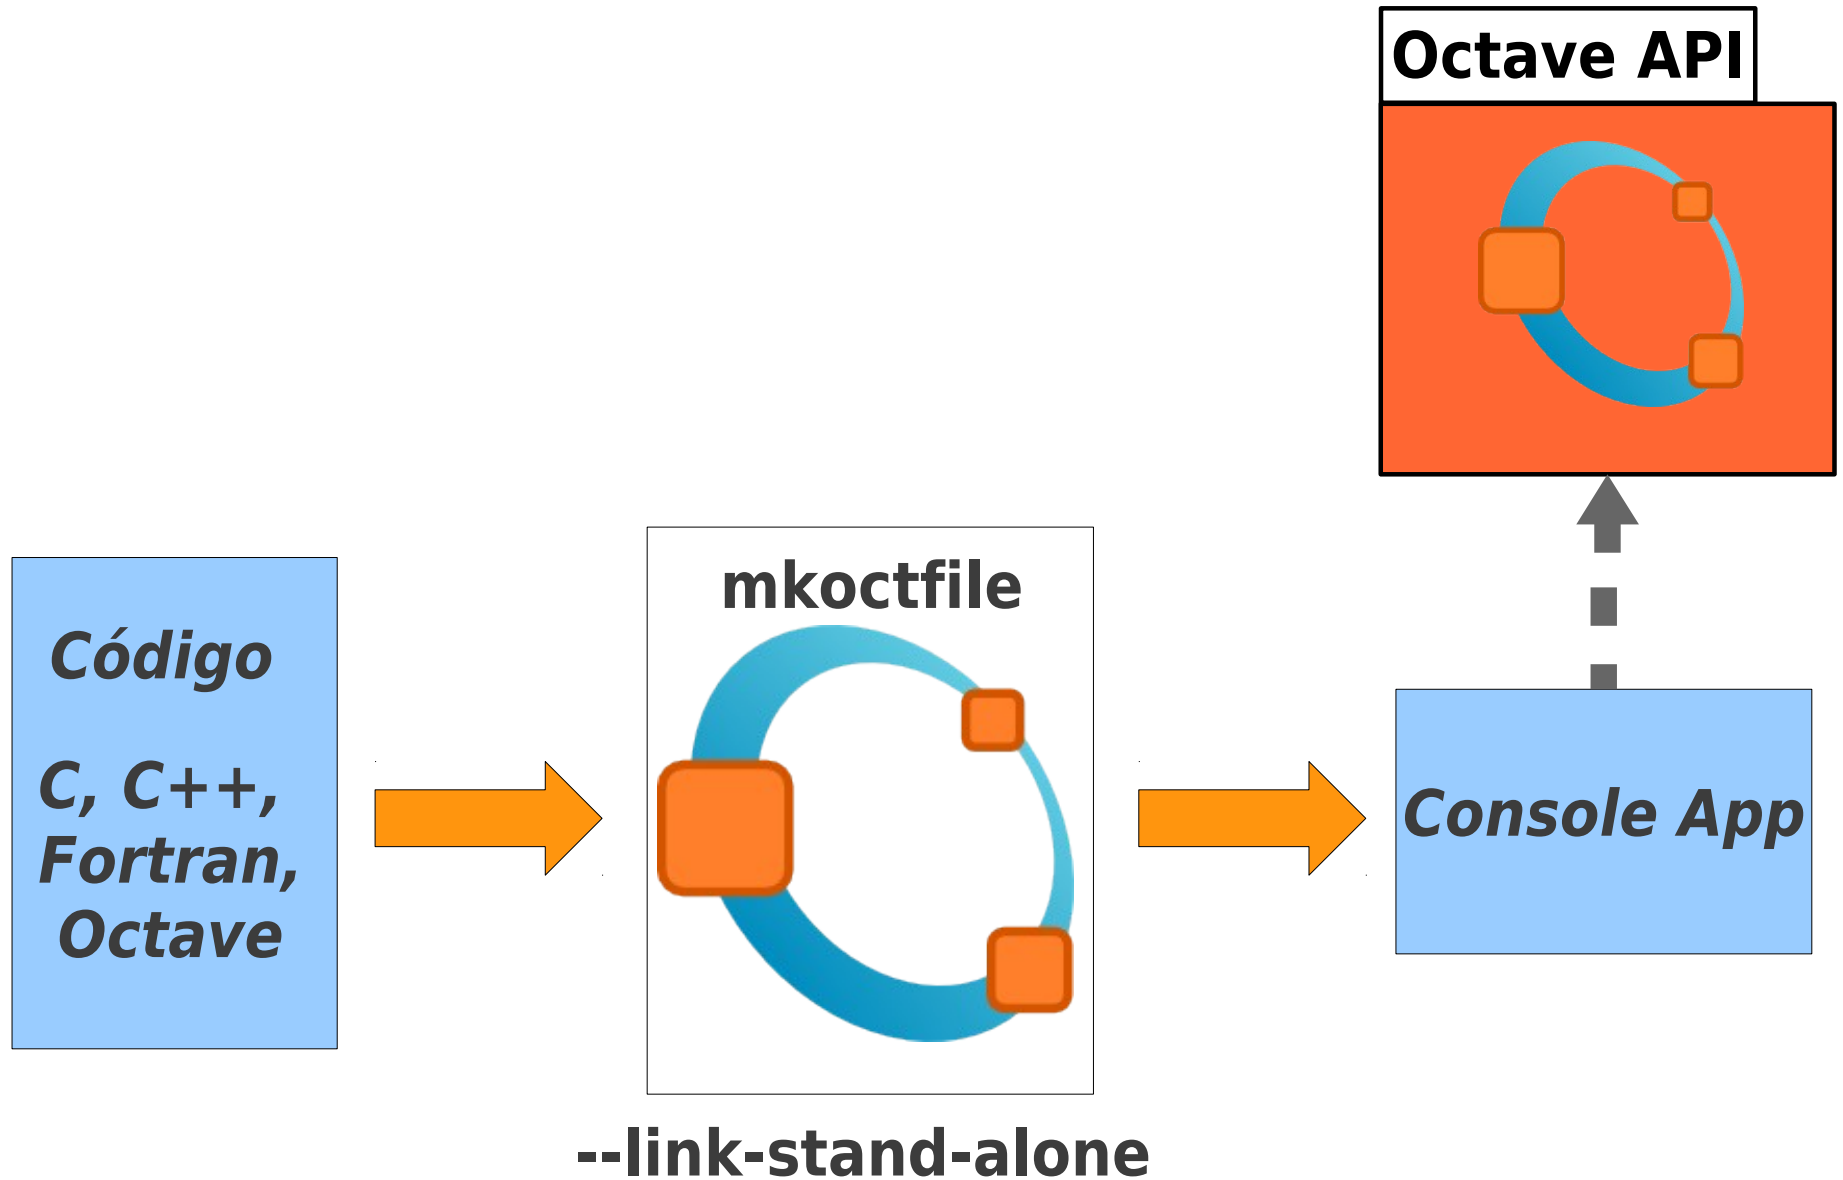 Octave API
mkoctfile
Código
C, C++,
Fortran,
Octave
Console App
--link-stand-alone